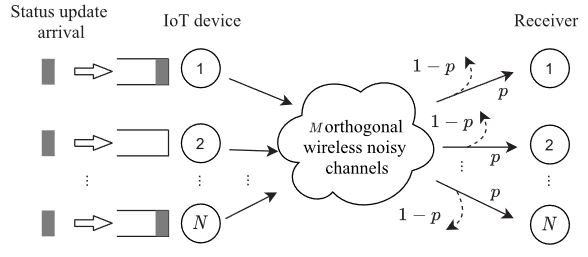 Status update
arrival
IoT device
Receiver
1
2
⋮
N
M orthogonal
wireless noisy
channels
⋮
1 − p
p
1 − p
p
⋮
1 − p
p
1
2
⋮
N